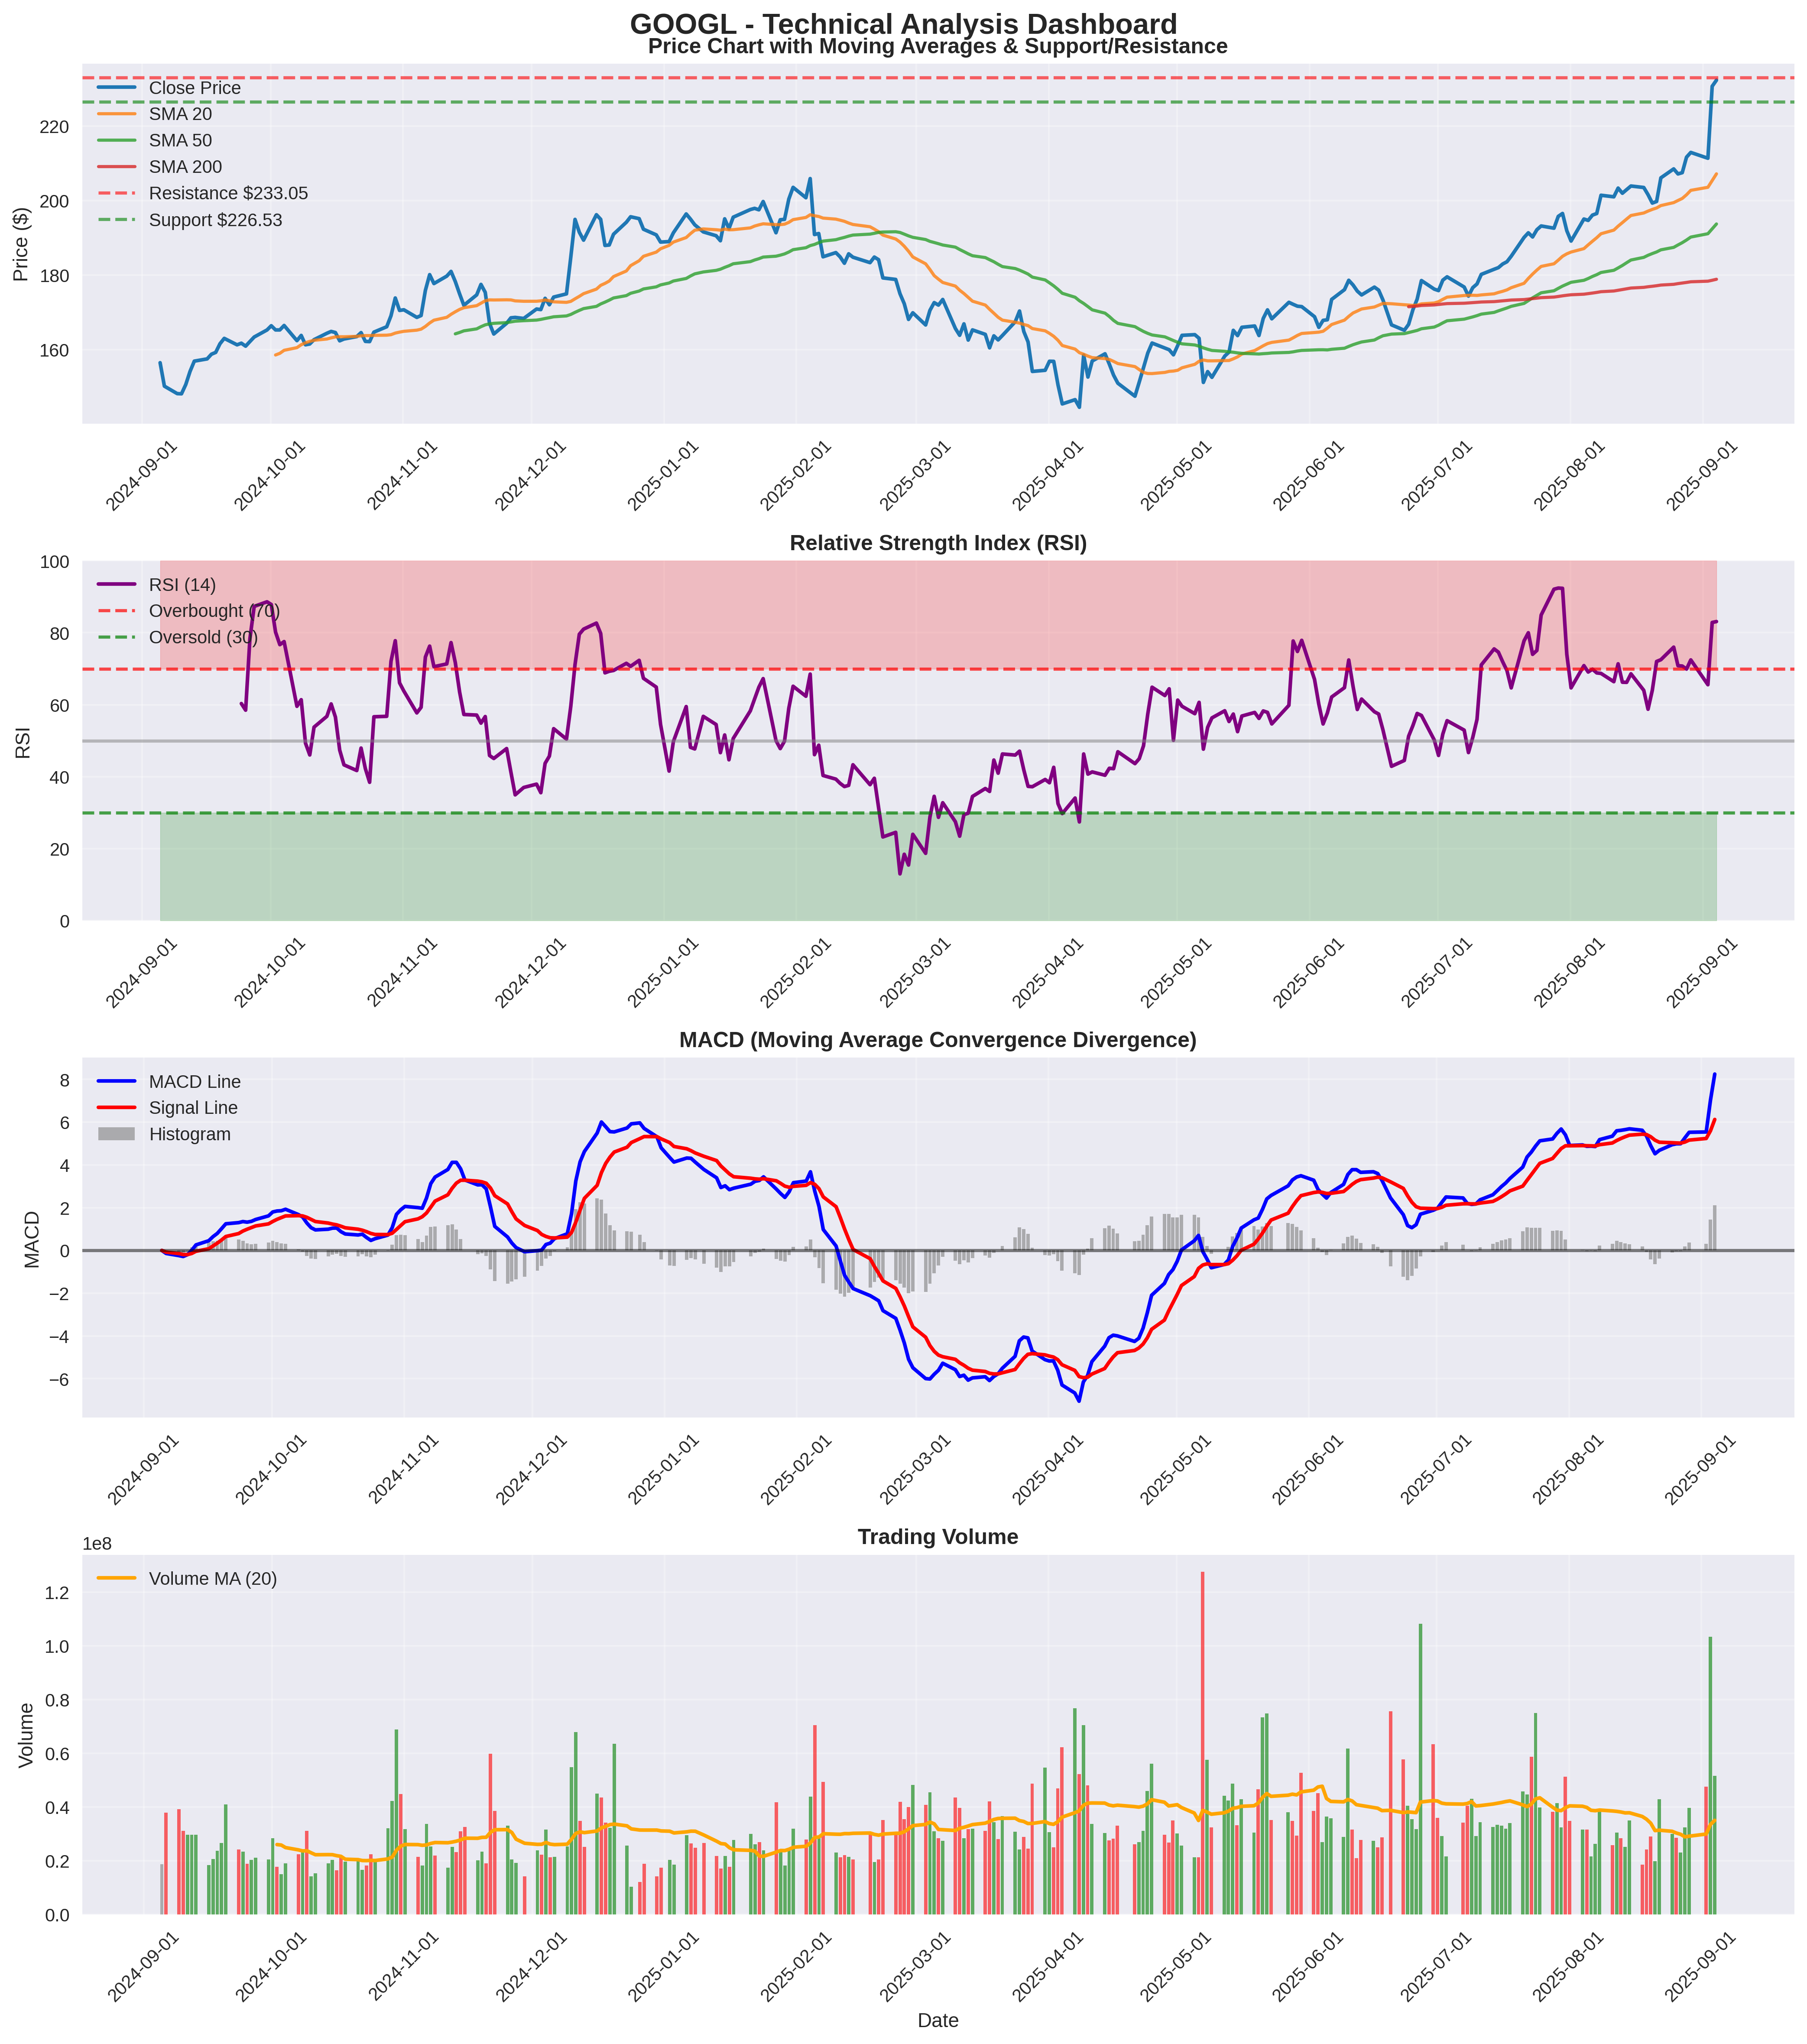 GOOGL - Technical Analysis Dashboard
Price Chart with Moving Averages & Support/Resistance
Close Price
SMA 20
SMA 50
SMA 200
Resistance $233.05
Support $226.53
Price ($)
220
200
180
160
2024-09-01 2024-10-01 2024-11-01 2024-12-01 2025-01-01 2025-02-01 2025-03-01 2025-04-01 2025-05-01 2025-06-01 2025-07-01 2025-08-01 2025-09-01
Relative Strength Index (RSI)
RSI (14)
Overbought (70)
Oversold (30)
RSI
100
80
60
40
20
0
2024-09-01 2024-10-01 2024-11-01 2024-12-01 2025-01-01 2025-02-01 2025-03-01 2025-04-01 2025-05-01 2025-06-01 2025-07-01 2025-08-01 2025-09-01
MACD (Moving Average Convergence Divergence)
MACD Line
Signal Line
Histogram
MACD
8
6
4
2
0
−2
−4
−6
2024-09-01 2024-10-01 2024-11-01 2024-12-01 2025-01-01 2025-02-01 2025-03-01 2025-04-01 2025-05-01 2025-06-01 2025-07-01 2025-08-01 2025-09-01
Trading Volume
1e8
Volume MA (20)
Volume
1.2
1.0
0.8
0.6
0.4
0.2
0.0
2024-09-01 2024-10-01 2024-11-01 2024-12-01 2025-01-01 2025-02-01 2025-03-01 2025-04-01 2025-05-01 2025-06-01 2025-07-01 2025-08-01 2025-09-01
Date